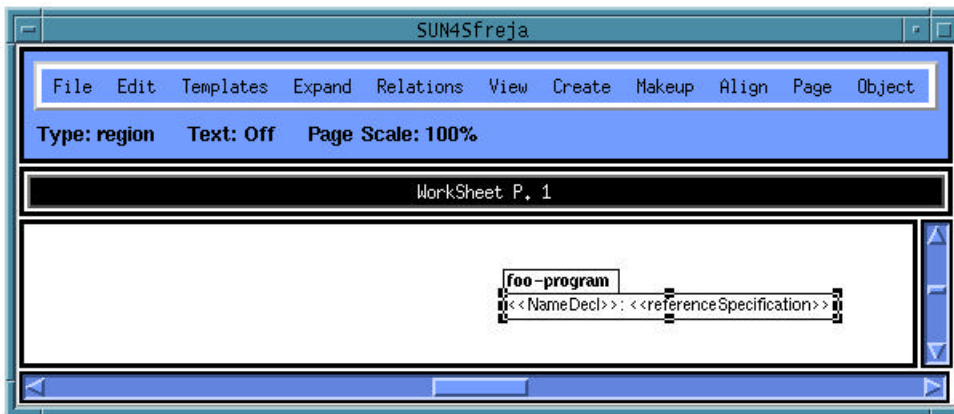 SUN4Sfreja
File Edit Templates Expand Relations View Create Makeup Align Page Object
Type: region Text: Off Page Scale: 100%
WorkSheet P. 1
foo-program
<<NameDecl>>: <<referenceSpecification>>